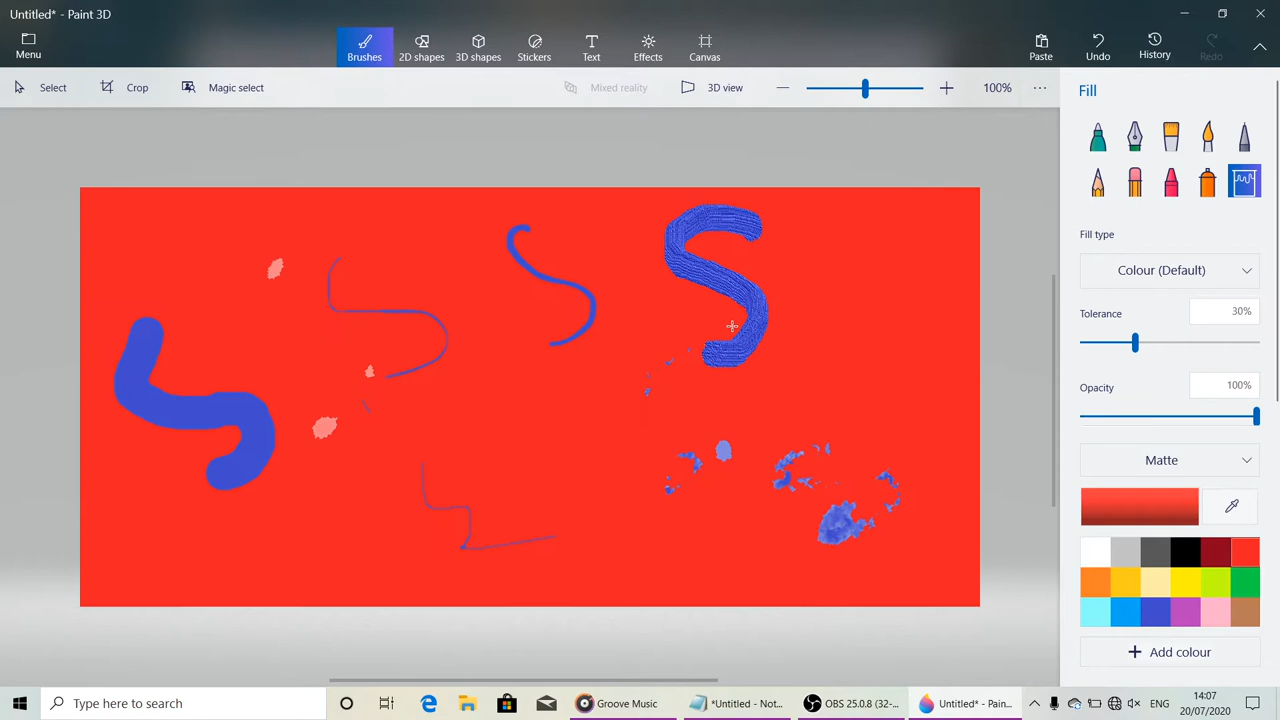 Untitled* - Paint 3D
Menu
Brushes
2D shapes
3D shapes
Stickers
Text
Effects
Canvas
Paste
Undo
History
Redo
Select
Crop
Magic select
Mixed reality
3D view
100%
Fill
Fill type
Colour (Default)
Tolerance
30%
Opacity
100%
Matte
Add colour
Type here to search
Groove Music
*Untitled - Not...
OBS 25.0.8 (32-...
Untitled* - Pain...
ENG
14:07
20/07/2020